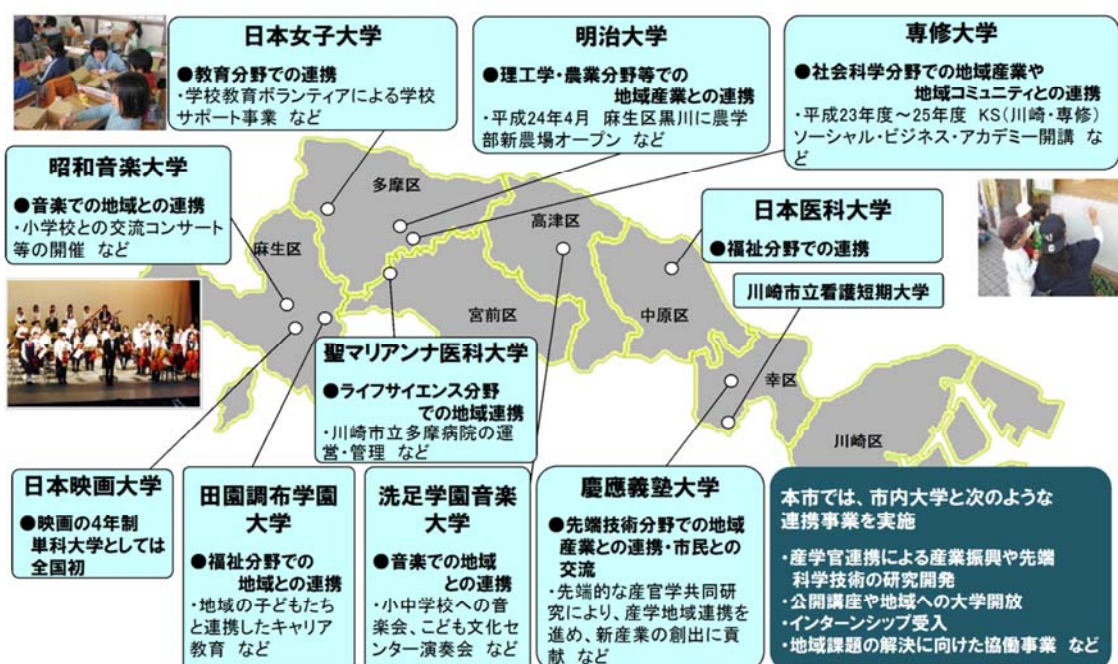 日本女子大学
●教育分野での連携
・学校教育ボランティアによる学校
サポート事業 など
明治大学
●理工学・農業分野等での
地域産業との連携
・平成24年4月 麻生区黒川に農学
部新農場オープン など
専修大学
●社会科学分野での地域産業や
地域コミュニティとの連携
・平成23年度～25年度 KS(川崎・専修)
ソーシャル・ビジネス・アカデミー開講 な
ど
昭和音楽大学
●音楽での地域との連携
・小学校との交流コンサート
等の開催 など
多摩区
麻生区
高津区
宮前区
中原区
幸区
川崎区
日本医科大学
●福祉分野での連携
川崎市立看護短期大学
聖マリアンナ医科大学
●ライフサイエンス分野
での地域連携
・川崎市立多摩病院の運
営・管理 など
日本映画大学
●映画の4年制
単科大学としては
全国初
田園調布学園
大学
●福祉分野での
地域との連携
・地域の子どもたち
と連携したキャリア
教育 など
洗足学園音楽
大学
●音楽での地域
との連携
・小中学校への音
楽会、こども文化セ
ンター演奏会 など
慶應義塾大学
●先端技術分野での地域
産業との連携・市民との
交流
・先端的な産官学共同研
究により、産学地域連携を
進め、新産業の創出に貢
献 など
本市では、市内大学と次のような
連携事業を実施
・産学官連携による産業振興や先端
科学技術の研究開発
・公開講座や地域への大学開放
・インターンシップ受入
・地域課題の解決に向けた協働事業 など